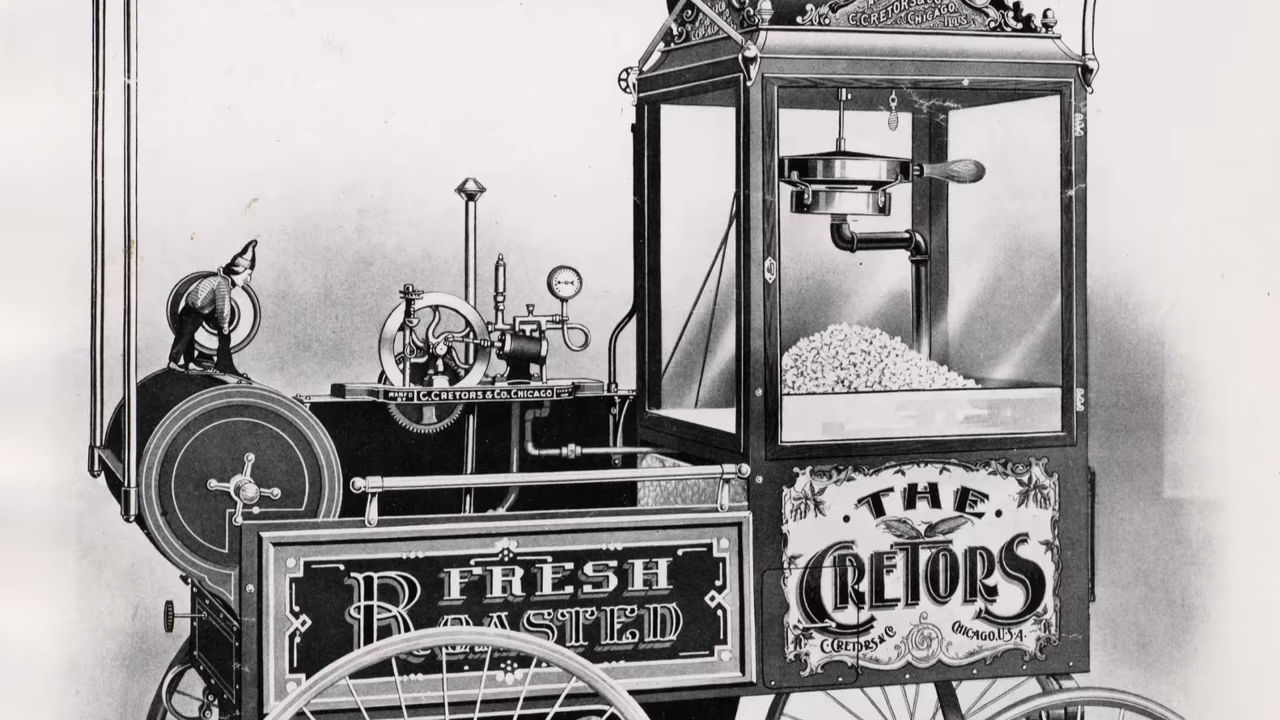 C. CRETORS & CO.
CHICAGO,
ILLS.
MANF'D
BY
C. CRETORS & CO. CHICAGO
FRESH
ROASTED
·THE·
CRETORS
C. CRETORS & CO
CHICAGO, U.S.A.